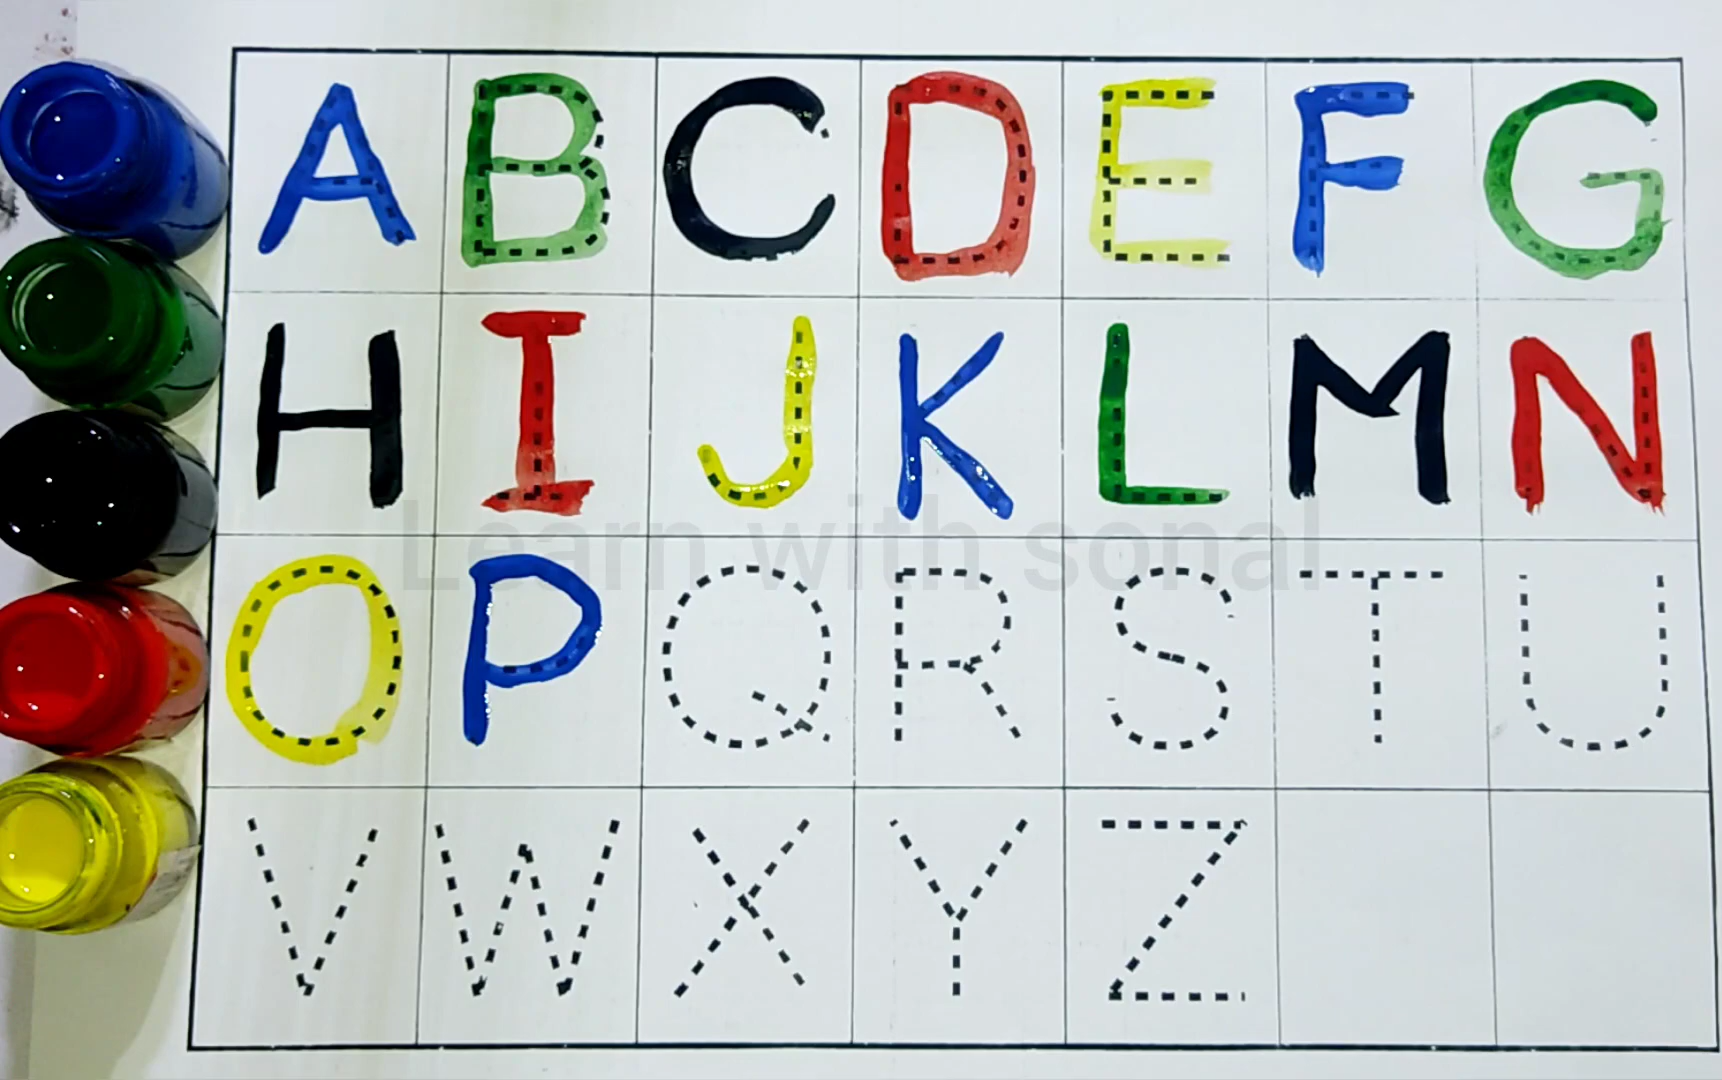 A B C D E F G
H I J K L M N
Learn with sonal
O P Q R S T U
V W X Y Z